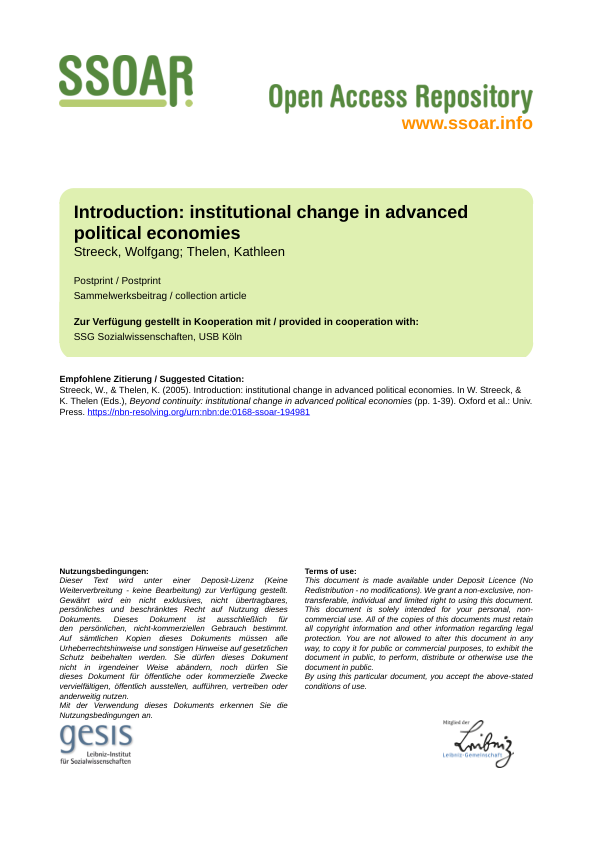 SSOAR
Open Access Repository
www.ssoar.info
Introduction: institutional change in advanced
political economies
Streeck, Wolfgang; Thelen, Kathleen
Postprint / Postprint
Sammelwerksbeitrag / collection article
Zur Verfügung gestellt in Kooperation mit / provided in cooperation with:
SSG Sozialwissenschaften, USB Köln
Empfohlene Zitierung / Suggested Citation:
Streeck, W., & Thelen, K. (2005). Introduction: institutional change in advanced political economies. In W. Streeck, &
K. Thelen (Eds.), Beyond continuity: institutional change in advanced political economies (pp. 1-39). Oxford et al.: Univ.
Press. https://nbn-resolving.org/urn:nbn:de:0168-ssoar-194981
Nutzungsbedingungen:
Dieser Text wird unter einer Deposit-Lizenz (Keine
Weiterverbreitung - keine Bearbeitung) zur Verfügung gestellt.
Gewährt wird ein nicht exklusives, nicht übertragbares,
persönliches und beschränktes Recht auf Nutzung dieses
Dokuments. Dieses Dokument ist ausschließlich für
den persönlichen, nicht-kommerziellen Gebrauch bestimmt.
Auf sämtlichen Kopien dieses Dokuments müssen alle
Urheberrechtshinweise und sonstigen Hinweise auf gesetzlichen
Schutz beibehalten werden. Sie dürfen dieses Dokument
nicht in irgendeiner Weise abändern, noch dürfen Sie
dieses Dokument für öffentliche oder kommerzielle Zwecke
vervielfältigen, öffentlich ausstellen, aufführen, vertreiben oder
anderweitig nutzen.
Mit der Verwendung dieses Dokuments erkennen Sie die
Nutzungsbedingungen an.
Terms of use:
This document is made available under Deposit Licence (No
Redistribution - no modifications). We grant a non-exclusive, non-
transferable, individual and limited right to using this document.
This document is solely intended for your personal, non-
commercial use. All of the copies of this documents must retain
all copyright information and other information regarding legal
protection. You are not allowed to alter this document in any
way, to copy it for public or commercial purposes, to exhibit the
document in public, to perform, distribute or otherwise use the
document in public.
By using this particular document, you accept the above-stated
conditions of use.
gesis
Leibniz-Institut
für Sozialwissenschaften
Mitglied der
Leibniz
Leibniz-Gemeinschaft